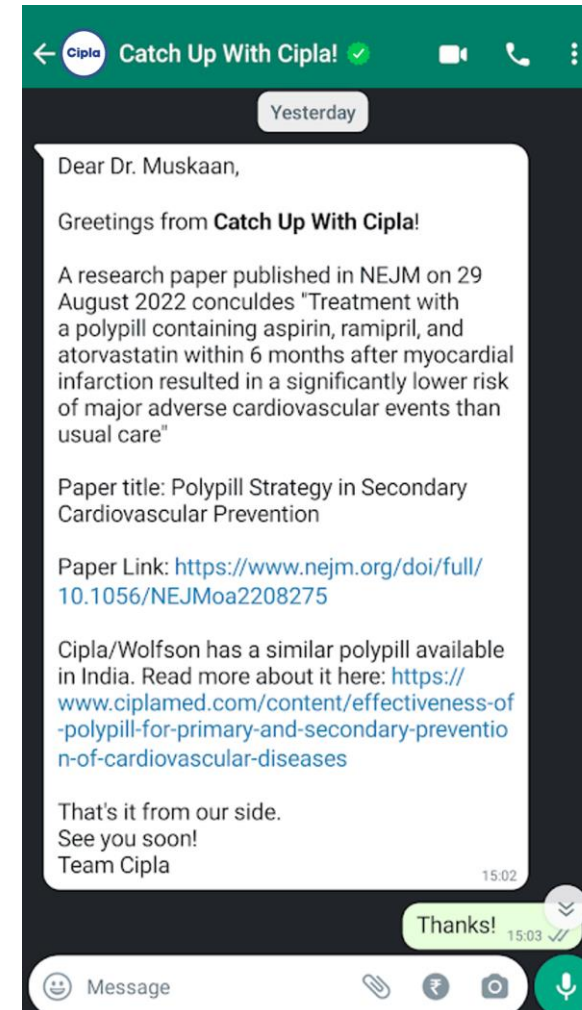 Cipla Catch Up With Cipla!
Yesterday
Dear Dr. Muskaan,
Greetings from Catch Up With Cipla!
A research paper published in NEJM on 29
August 2022 conculdes "Treatment with
a polypill containing aspirin, ramipril, and
atorvastatin within 6 months after myocardial
infarction resulted in a significantly lower risk
of major adverse cardiovascular events than
usual care"
Paper title: Polypill Strategy in Secondary
Cardiovascular Prevention
Paper Link: https://www.nejm.org/doi/full/
10.1056/NEJMoa2208275
Cipla/Wolfson has a similar polypill available
in India. Read more about it here: https://
www.ciplamed.com/content/effectiveness-of
-polypill-for-primary-and-secondary-preventio
n-of-cardiovascular-diseases
That's it from our side.
See you soon!
Team Cipla
15:02
Thanks! 15:03
Message ₹